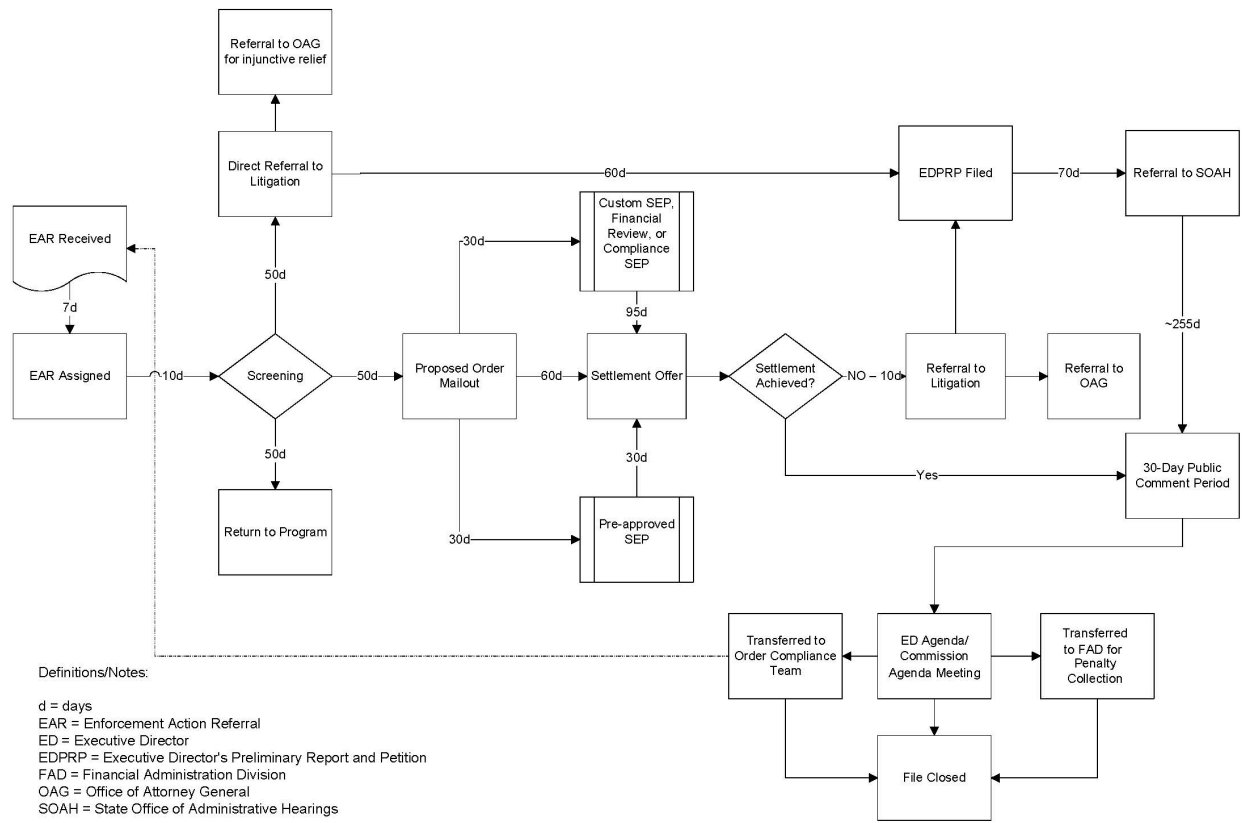 Referral to OAG
for injunctive relief
Direct Referral to
Litigation
60d
EDPRP Filed
70d
Referral to SOAH
Custom SEP,
Financial
Review, or
Compliance
SEP
EAR Received
30d
50d
7d
95d
~255d
EAR Assigned
10d
Screening
50d
Proposed Order
Mailout
60d
Settlement Offer
Settlement
Achieved?
NO – 10d
Referral to
Litigation
Referral to
OAG
50d
30d
Yes
30-Day Public
Comment Period
Return to Program
30d
Pre-approved
SEP
Transferred to
Order Compliance
Team
ED Agenda/
Commission
Agenda Meeting
Transferred
to FAD for
Penalty
Collection
File Closed
Definitions/Notes:
d = days
EAR = Enforcement Action Referral
ED = Executive Director
EDPRP = Executive Director's Preliminary Report and Petition
FAD = Financial Administration Division
OAG = Office of Attorney General
SOAH = State Office of Administrative Hearings